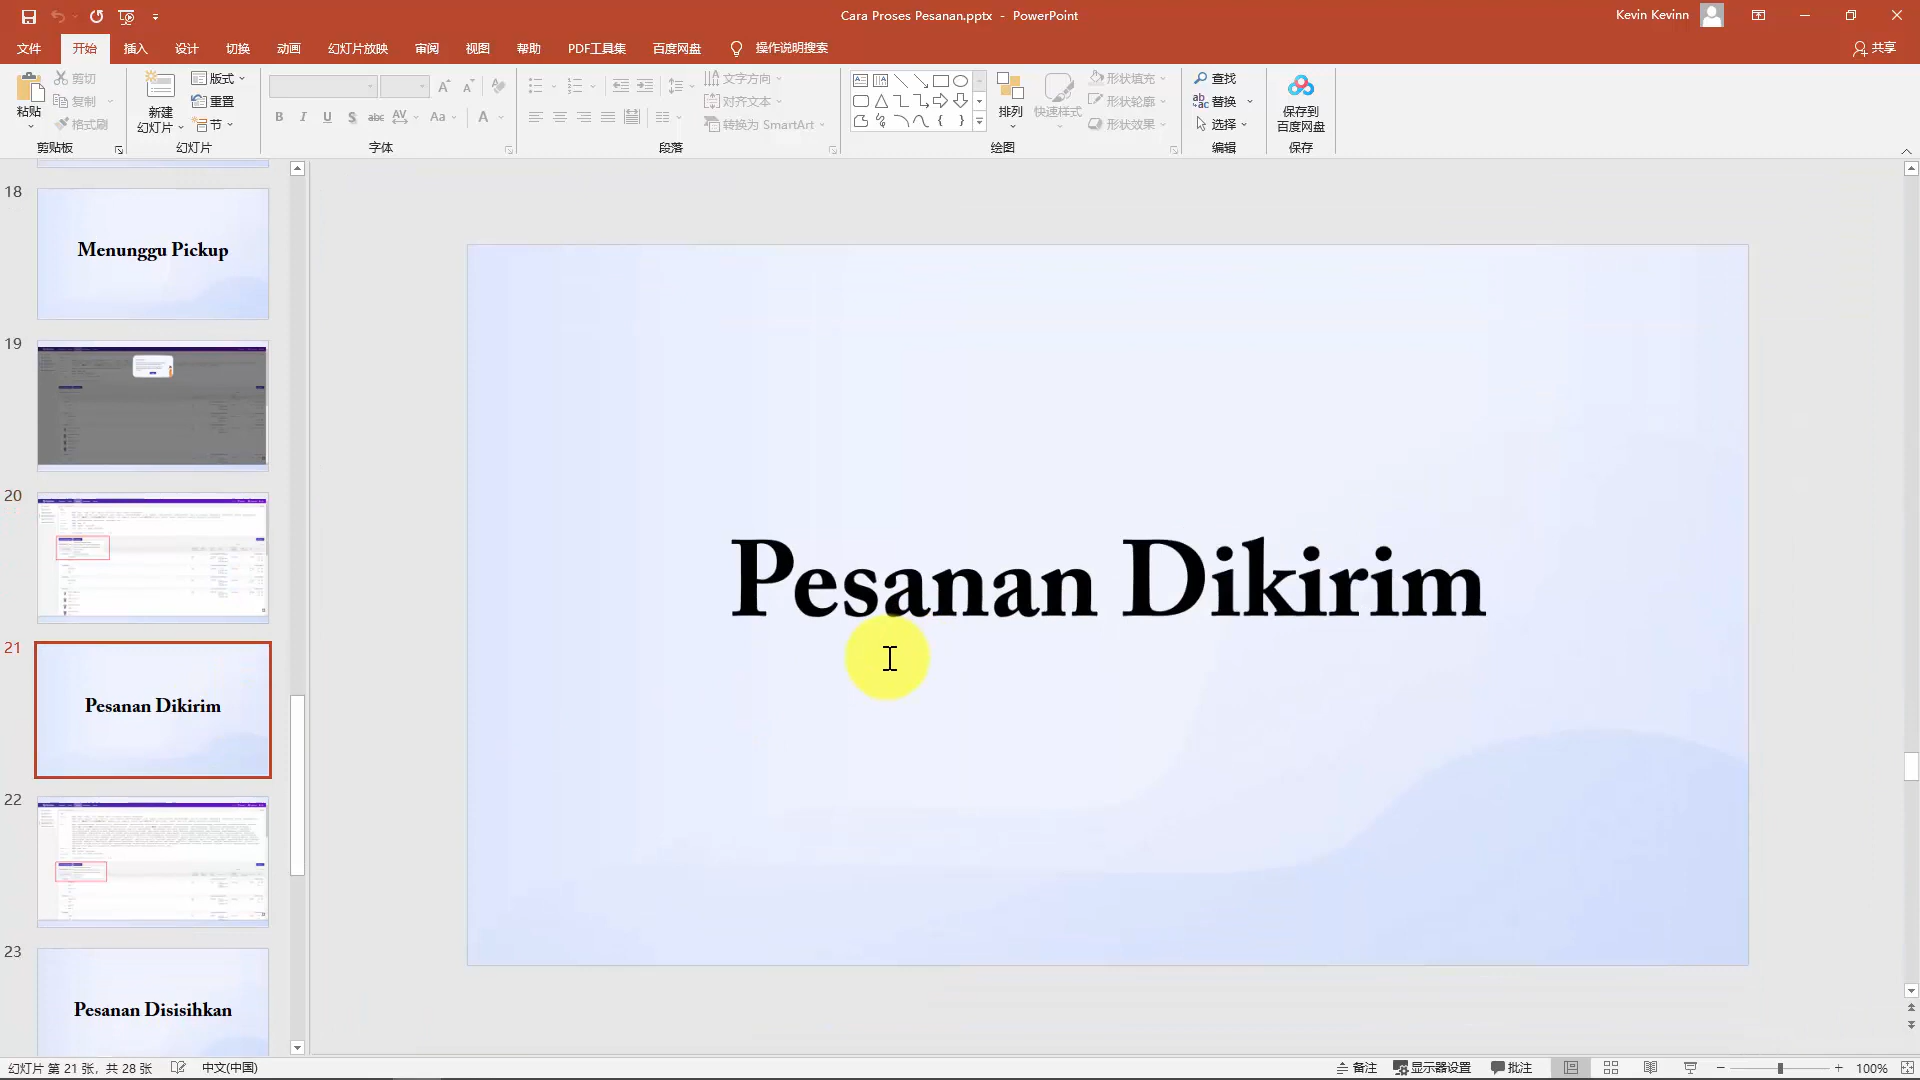 Cara Proses Pesanan.pptx - PowerPoint
Kevin Kevinn
文件 开始 插入 设计 切换 动画 幻灯片放映 审阅 视图 帮助 PDF工具集 百度网盘 操作说明搜索 共享
粘贴
剪切
复制
格式刷
剪贴板
新建
幻灯片
版式
重置
节
幻灯片
B I U S abc AV Aa A
字体
文字方向
对齐文本
转换为 SmartArt
段落
排列
快速样式
形状填充
形状轮廓
形状效果
绘图
查找
替换
选择
编辑
保存到
百度网盘
保存
18
Menunggu Pickup
19
20
21
Pesanan Dikirim
22
23
Pesanan Disisihkan
Pesanan Dikirim
幻灯片 第 21 张，共 28 张 中文(中国) 备注 显示器设置 批注 100%